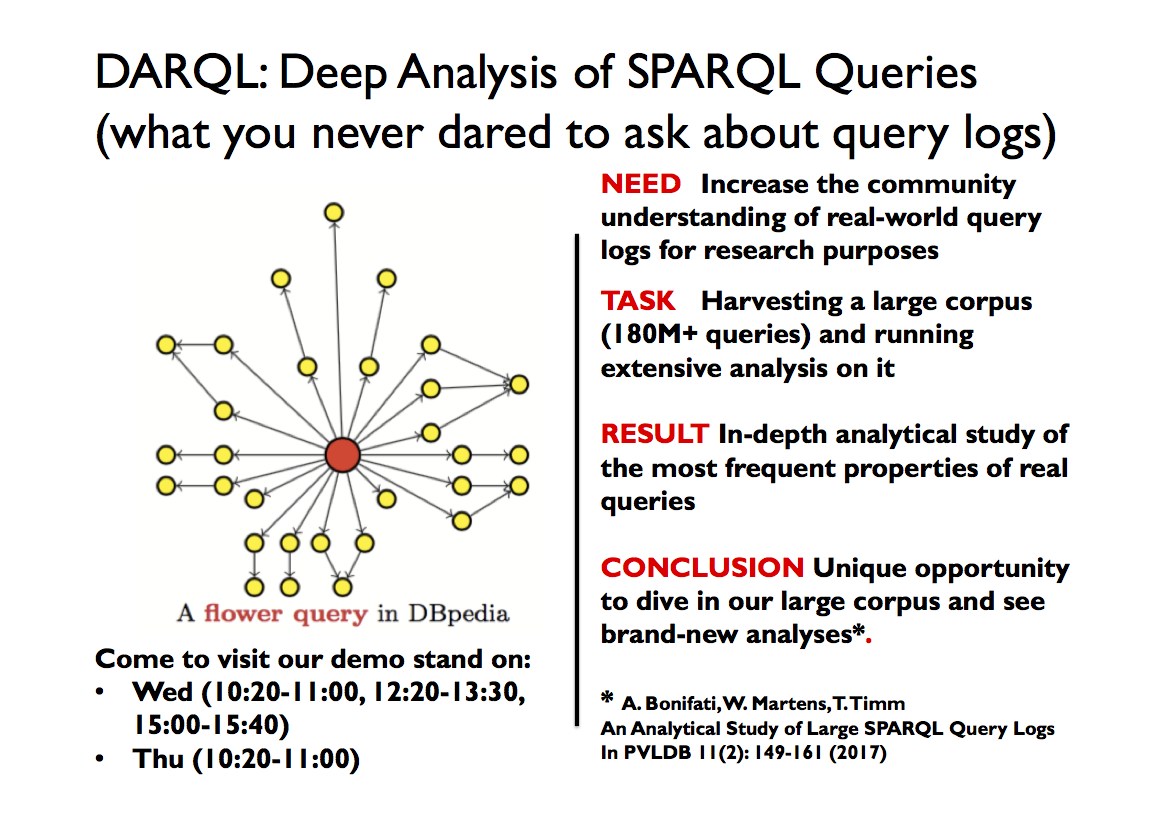 DARQL: Deep Analysis of SPARQL Queries
(what you never dared to ask about query logs)
A flower query in DBpedia
Come to visit our demo stand on:
• Wed (10:20-11:00, 12:20-13:30,
15:00-15:40)
• Thu (10:20-11:00)
NEED Increase the community
understanding of real-world query
logs for research purposes
TASK Harvesting a large corpus
(180M+ queries) and running
extensive analysis on it
RESULT In-depth analytical study of
the most frequent properties of real
queries
CONCLUSION Unique opportunity
to dive in our large corpus and see
brand-new analyses*.
* A. Bonifati, W. Martens, T. Timm
An Analytical Study of Large SPARQL Query Logs
In PVLDB 11(2): 149-161 (2017)